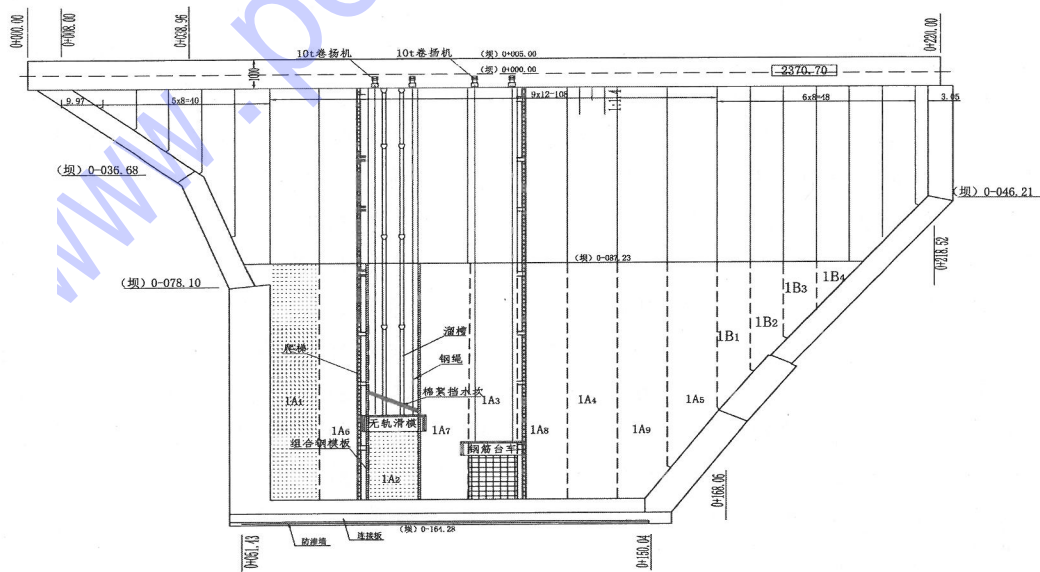 0+000.00
0+008.00
0+038.96
0+220.00
10t卷扬机
10t卷扬机
(坝) 0+005.00
(坝) 0+000.00
2370.70
100
9.97
5x8=40
9x12-108
1:1.4
6x8=48
3.05
(坝) 0-036.68
(坝) 0-046.21
(坝) 0-087.23
0+218.52
(坝) 0-078.10
1B4
1B3
1B2
1B1
溜槽
爬梯
钢绳
棉絮挡水坎
1A1
1A3
1A4
1A5
无轨滑模
1A6
1A7
1A8
1A9
组合钢模板
钢筋台车
1A2
0+168.06
(坝) 0-164.28
防渗墙
连接板
0+051.43
0+150.04
www.po